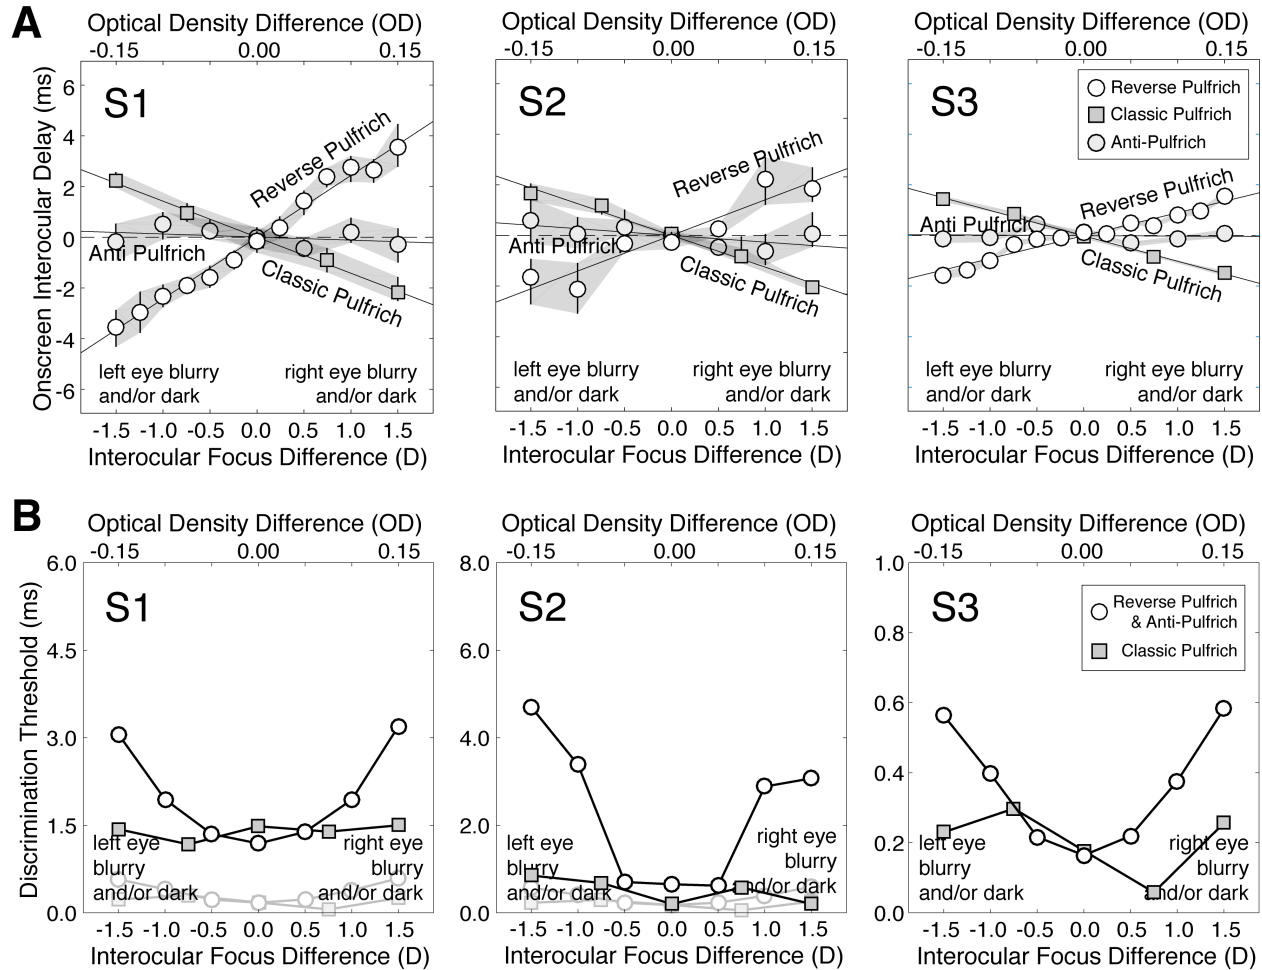 A
Optical Density Difference (OD)
-0.15 0.00 0.15
Onscreen Interocular Delay (ms)
6
4
2
0
-2
-4
-6
S1
Reverse Pulfrich
Anti Pulfrich
Classic Pulfrich
left eye blurry
and/or dark
right eye blurry
and/or dark
-1.5 -1.0 -0.5 0.0 0.5 1.0 1.5
Interocular Focus Difference (D)
Optical Density Difference (OD)
-0.15 0.00 0.15
S2
Reverse Pulfrich
Anti Pulfrich
Classic Pulfrich
left eye blurry
and/or dark
right eye blurry
and/or dark
-1.5 -1.0 -0.5 0.0 0.5 1.0 1.5
Interocular Focus Difference (D)
Optical Density Difference (OD)
-0.15 0.00 0.15
S3
Reverse Pulfrich
Classic Pulfrich
Anti-Pulfrich
Reverse Pulfrich
Anti Pulfrich
Classic Pulfrich
left eye blurry
and/or dark
right eye blurry
and/or dark
-1.5 -1.0 -0.5 0.0 0.5 1.0 1.5
Interocular Focus Difference (D)
B
Optical Density Difference (OD)
-0.15 0.00 0.15
Discrimination Threshold (ms)
6.0
4.5
3.0
1.5
0.0
S1
left eye
blurry
and/or dark
right eye
blurry
and/or dark
-1.5 -1.0 -0.5 0.0 0.5 1.0 1.5
Interocular Focus Difference (D)
Optical Density Difference (OD)
-0.15 0.00 0.15
8.0
6.0
4.0
2.0
0.0
S2
left eye
blurry
and/or dark
right eye
blurry
and/or dark
-1.5 -1.0 -0.5 0.0 0.5 1.0 1.5
Interocular Focus Difference (D)
Optical Density Difference (OD)
-0.15 0.00 0.15
1.0
0.8
0.6
0.4
0.2
0.0
S3
Reverse Pulfrich
& Anti-Pulfrich
Classic Pulfrich
left eye
blurry
and/or dark
right eye
blurry
and/or dark
-1.5 -1.0 -0.5 0.0 0.5 1.0 1.5
Interocular Focus Difference (D)